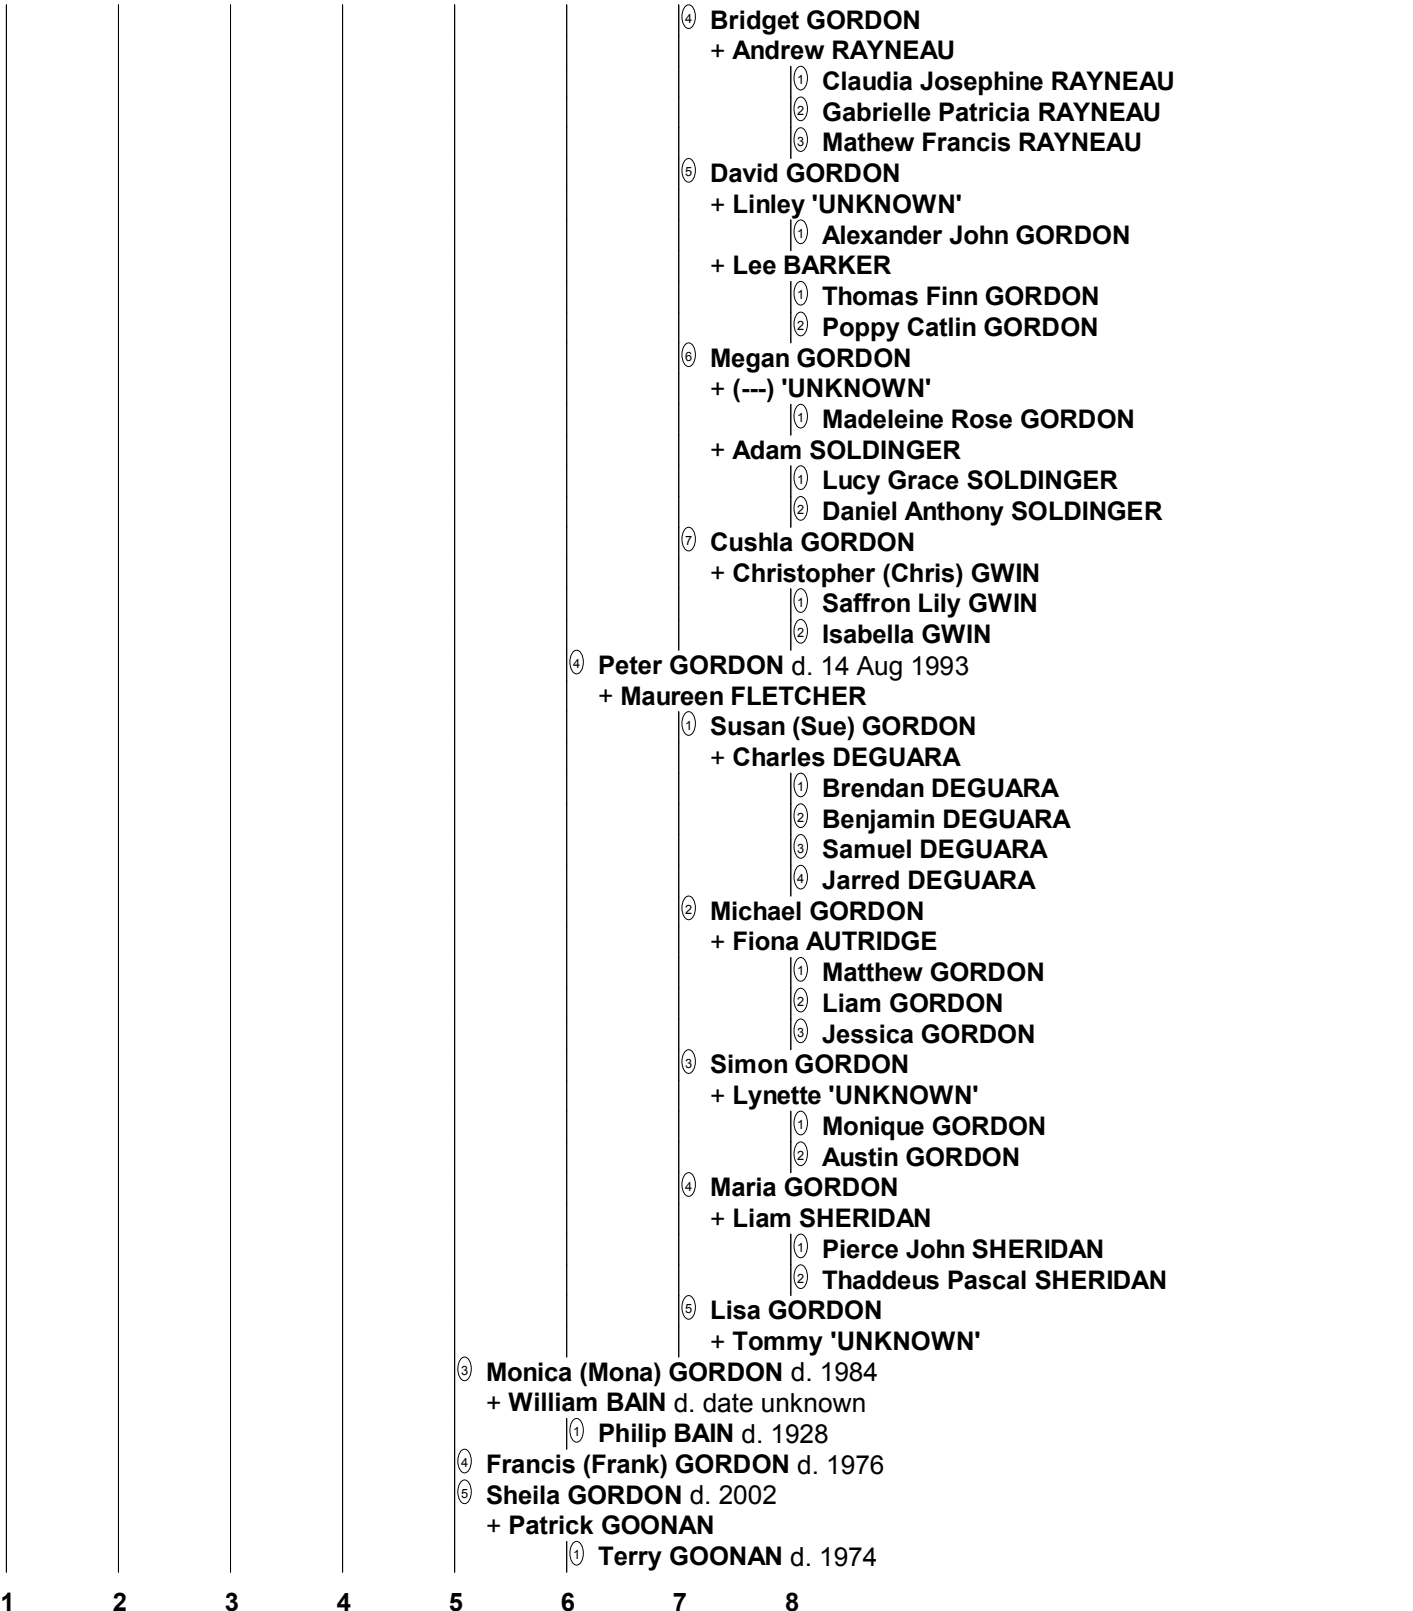 ④ Bridget GORDON
+ Andrew RAYNEAU
① Claudia Josephine RAYNEAU
② Gabrielle Patricia RAYNEAU
③ Mathew Francis RAYNEAU
⑤ David GORDON
+ Linley 'UNKNOWN'
① Alexander John GORDON
+ Lee BARKER
① Thomas Finn GORDON
② Poppy Catlin GORDON
⑥ Megan GORDON
+ (---) 'UNKNOWN'
① Madeleine Rose GORDON
+ Adam SOLDINGER
① Lucy Grace SOLDINGER
② Daniel Anthony SOLDINGER
⑦ Cushla GORDON
+ Christopher (Chris) GWIN
① Saffron Lily GWIN
② Isabella GWIN
④ Peter GORDON d. 14 Aug 1993
+ Maureen FLETCHER
① Susan (Sue) GORDON
+ Charles DEGUARA
① Brendan DEGUARA
② Benjamin DEGUARA
③ Samuel DEGUARA
④ Jarred DEGUARA
② Michael GORDON
+ Fiona AUTRIDGE
① Matthew GORDON
② Liam GORDON
③ Jessica GORDON
③ Simon GORDON
+ Lynette 'UNKNOWN'
① Monique GORDON
② Austin GORDON
④ Maria GORDON
+ Liam SHERIDAN
① Pierce John SHERIDAN
② Thaddeus Pascal SHERIDAN
⑤ Lisa GORDON
+ Tommy 'UNKNOWN'
③ Monica (Mona) GORDON d. 1984
+ William BAIN d. date unknown
① Philip BAIN d. 1928
④ Francis (Frank) GORDON d. 1976
⑤ Sheila GORDON d. 2002
+ Patrick GOONAN
① Terry GOONAN d. 1974
1 2 3 4 5 6 7 8